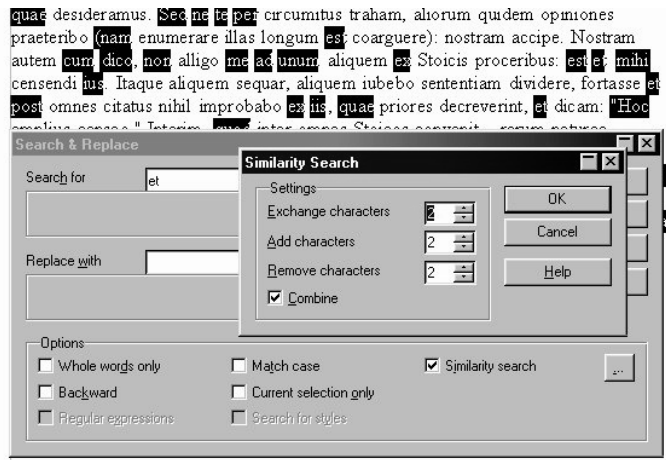 quae desideramus. Sed ne te per circumitus traham, aliorum quidem opiniones
praeteribo (nam enumerare illas longum est coarguere): nostram accipe. Nostram
autem cum dico, non alligo me ad unum aliquem ex Stoicis proceribus: est et mihi
censendi ius. Itaque aliquem sequar, aliquem iubebo sententiam dividere, fortasse et
post omnes citatus nihil improbabo ex iis, quae priores decreverint, et dicam: "Hoc
Search & Replace
Similarity Search
Search for et
Settings
Exchange characters 2
OK
Add characters 2
Cancel
Replace with
Remove characters 2
Help
Combine
Options
Whole words only Match case Similarity search ...
Backward Current selection only
Regular expressions Search for styles